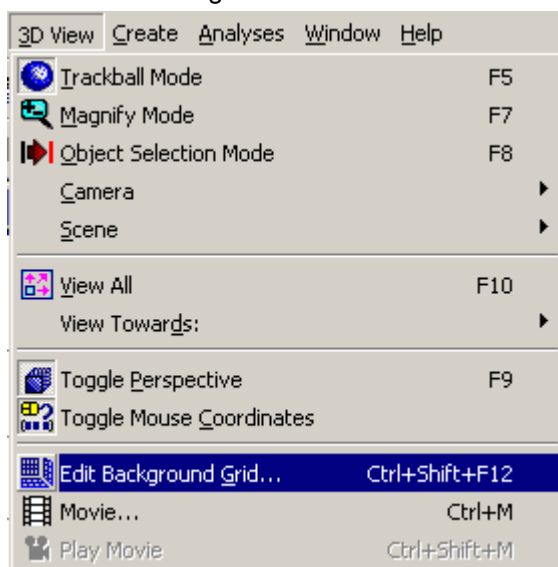 3D View Create Analyses Window Help
Trackball Mode F5
Magnify Mode F7
Object Selection Mode F8
Camera
Scene
View All F10
View Towards:
Toggle Perspective F9
Toggle Mouse Coordinates
Edit Background Grid... Ctrl+Shift+F12
Movie... Ctrl+M
Play Movie Ctrl+Shift+M